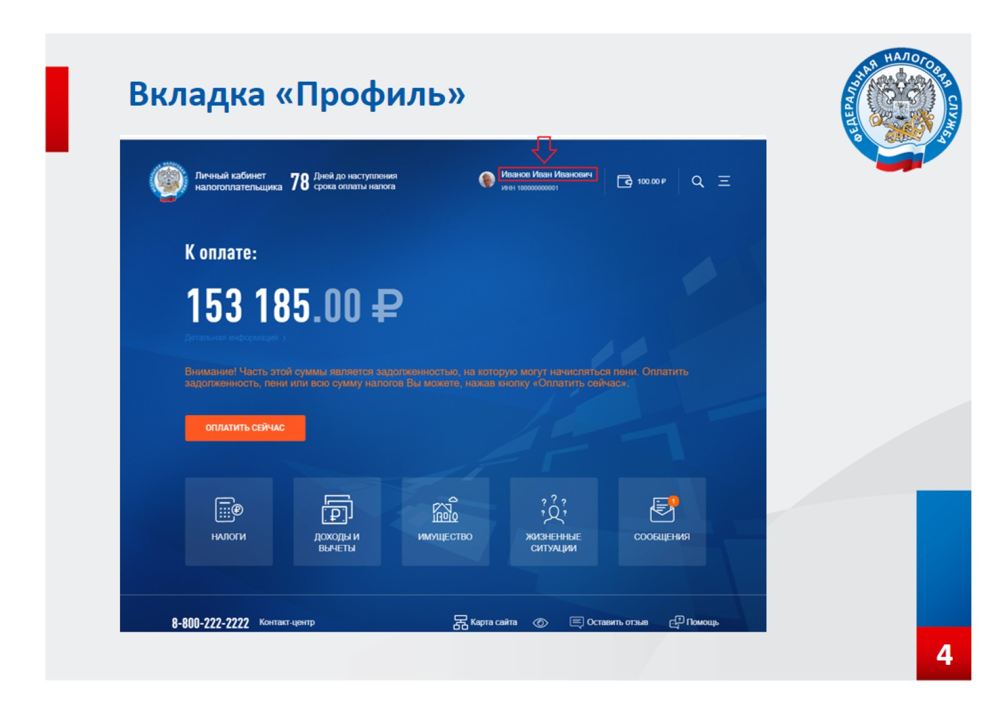 Вкладка «Профиль»
ФЕДЕРАЛЬНАЯ НАЛОГОВАЯ СЛУЖБА
Личный кабинет
налогоплательщика
78
Дней до наступления
срока оплаты налога
Иванов Иван Иванович
ИНН 100000000001
100.00 ₽
К оплате:
153 185.00 ₽
Детальная информация ›
Внимание! Часть этой суммы является задолженностью, на которую могут начисляться пени. Оплатить
задолженность, пени или всю сумму налогов Вы можете, нажав кнопку «Оплатить сейчас».
ОПЛАТИТЬ СЕЙЧАС
НАЛОГИ
ДОХОДЫ И
ВЫЧЕТЫ
ИМУЩЕСТВО
ЖИЗНЕННЫЕ
СИТУАЦИИ
1
СООБЩЕНИЯ
8-800-222-2222 Контакт-центр
Карта сайта
Оставить отзыв
Помощь
4